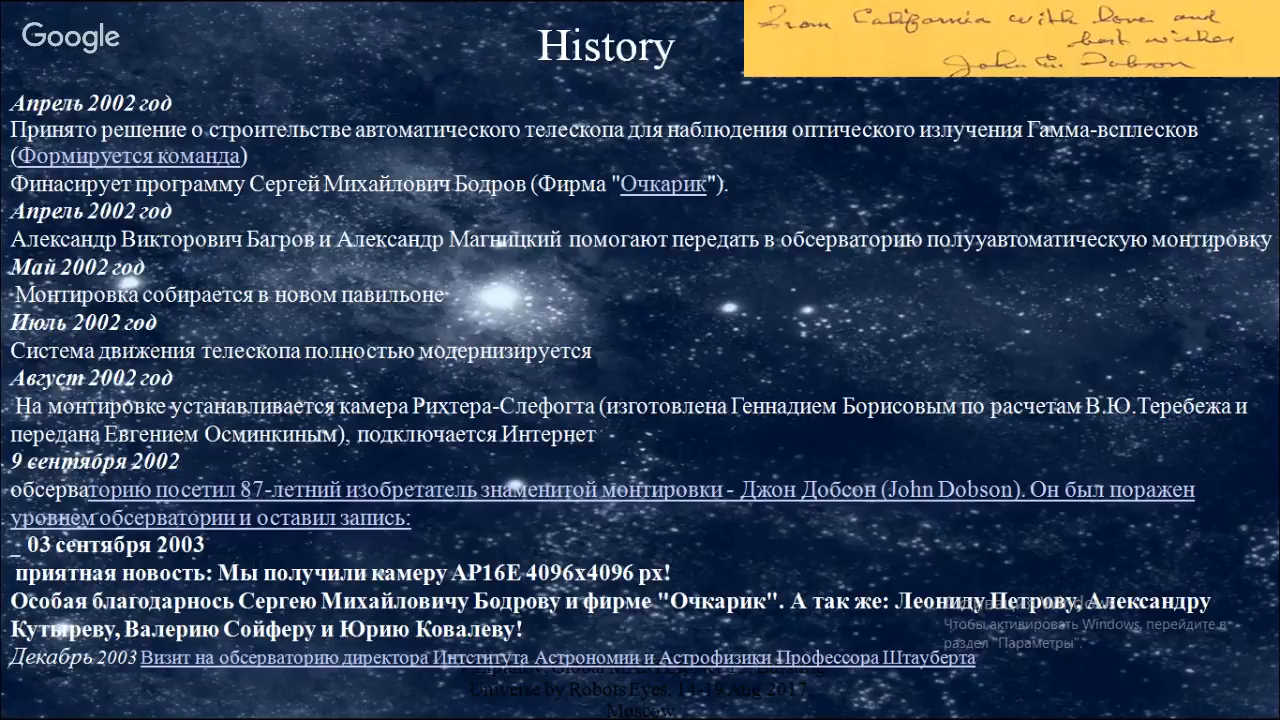 Google
History
From California with love and
best wishes
John L. Dobson
Апрель 2002 год
Принято решение о строительстве автоматического телескопа для наблюдения оптического излучения Гамма-всплесков
(Формируется команда)
Финасирует программу Сергей Михайлович Бодров (Фирма "Очкарик").
Апрель 2002 год
Александр Викторович Багров и Александр Магницкий помогают передать в обсерваторию полууавтоматическую монтировку
Май 2002 год
Монтировка собирается в новом павильоне
Июль 2002 год
Система движения телескопа полностью модернизируется
Август 2002 год
На монтировке устанавливается камера Рихтера-Слефогта (изготовлена Геннадием Борисовым по расчетам В.Ю.Теребежа и
передана Евгением Осминкиным), подключается Интернет
9 сентября 2002
обсерваторию посетил 87-летний изобретатель знаменитой монтировки - Джон Добсон (John Dobson). Он был поражен
уровнем обсерватории и оставил запись:
_ 03 сентября 2003
приятная новость: Мы получили камеру AP16E 4096x4096 px!
Особая благодарнось Сергею Михайловичу Бодрову и фирме "Очкарик". А так же: Леониду Петрову, Александру
Кутыреву, Валерию Сойферу и Юрию Ковалеву!
Активация Windows
Чтобы активировать Windows, перейдите в
раздел "Параметры".
Декабрь 2003 Визит на обсерваторию директора Интститута Астрономии и Астрофизики Профессора Штауберта
Universe by Robots Eyes, 14-19 Aug 2017,
Moscow